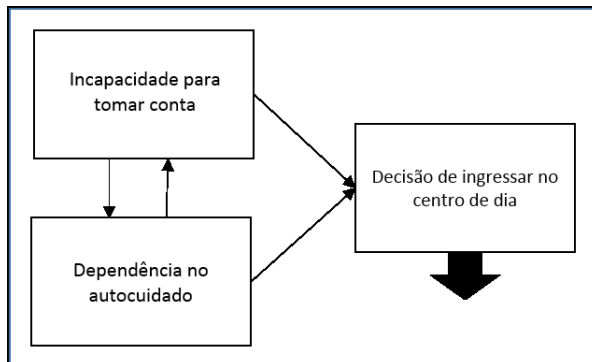 Incapacidade para
tomar conta
Decisão de ingressar no
centro de dia
Dependência no
autocuidado